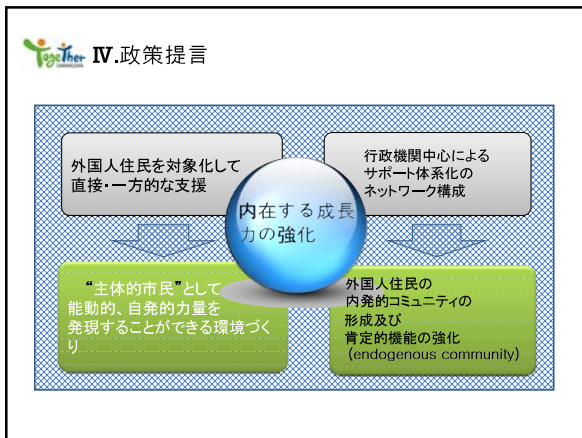 TogeTher Ⅳ.政策提言
外国人住民を対象化して
直接・一方的な支援
行政機関中心による
サポート体系化の
ネットワーク構成
内在する成長
力の強化
“主体的市民”として
能動的、自発的力量を
発現することができる環境づく
り
外国人住民の
内発的コミュニティの
形成及び
肯定的機能の強化
(endogenous community)